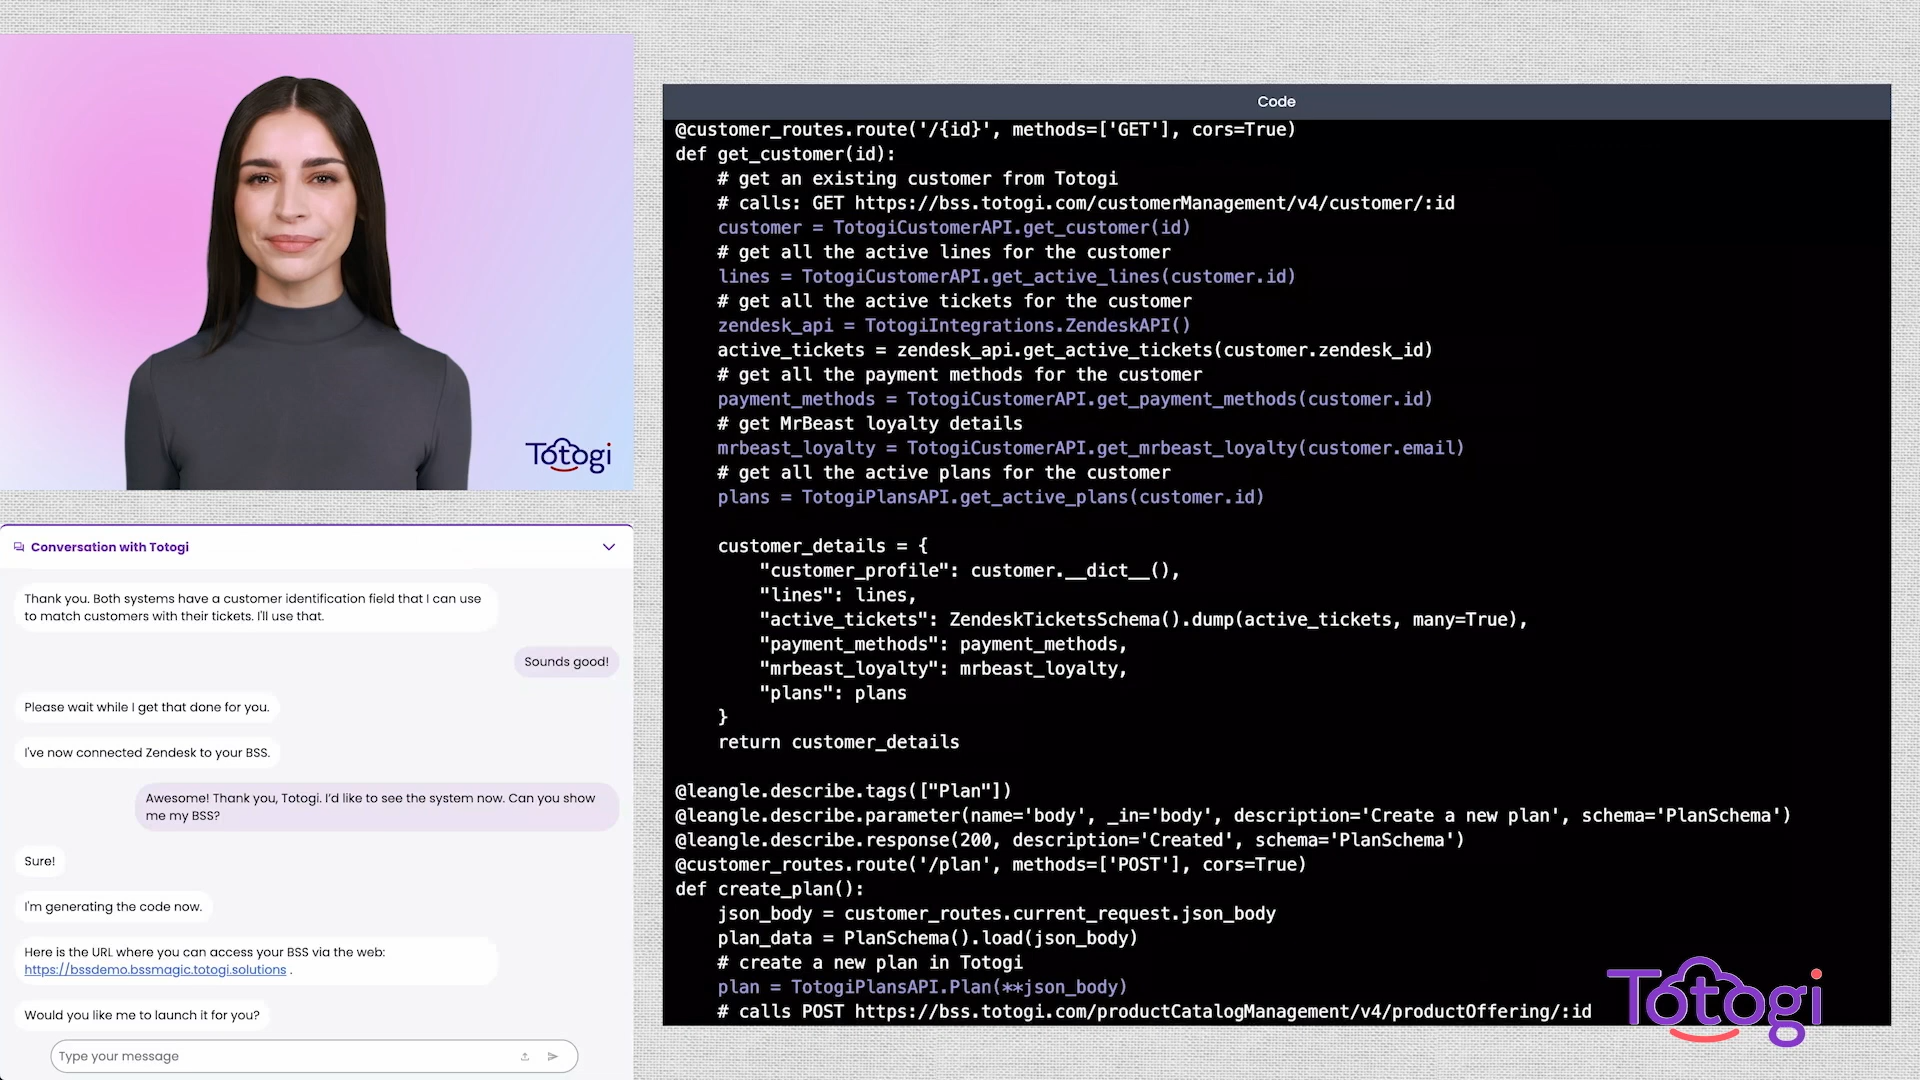 Totogi
Conversation with Totogi
Thank you. Both systems have a customer identification field that I can use
to match customers with their tickets. I'll use that.
Sounds good!
Please wait while I get that done for you.
I've now connected Zendesk to your BSS.
Awesome! Thank you, Totogi. I'd like to see the system now. Can you show
me my BSS?
Sure!
I'm generating the code now.
Here is the URL where you can access your BSS via the web:
https://bssdemo.bssmagic.totogi.solutions .
Would you like me to launch it for you?
Type your message
Code
@customer_routes.route('/{id}', methods=['GET'], cors=True)
def get_customer(id):
    # get an existing customer from Totogi
    # calls: GET https://bss.totogi.com/customerManagement/v4/customer/:id
    customer = TotogiCustomerAPI.get_customer(id)
    # get all the active lines for the customer
    lines = TotogiCustomerAPI.get_active_lines(customer.id)
    # get all the active tickets for the customer
    zendesk_api = TotogiIntegrations.ZendeskAPI()
    active_tickets = zendesk_api.get_active_tickets(customer.zendesk_id)
    # get all the payment methods for the customer
    payment_methods = TotogiCustomerAPI.get_payment_methods(customer.id)
    # get MrBeast loyalty details
    mrbeast_loyalty = TotogiCustomerAPI.get_mrbeast_loyalty(customer.email)
    # get all the active plans for the customer
    plans = TotogiPlansAPI.get_active_plans(customer.id)
    customer_details = {
        "customer_profile": customer.__dict__(),
        "lines": lines,
        "active_tickets": ZendeskTicketsSchema().dump(active_tickets, many=True),
        "payment_methods": payment_methods,
        "mrbeast_loyalty": mrbeast_loyalty,
        "plans": plans
    }
    return customer_details
@leangle.describe.tags(["Plan"])
@leangle.describe.parameter(name='body', _in='body', description='Create a new plan', schema='PlanSchema')
@leangle.describe.response(200, description='Created', schema='PlanSchema')
@customer_routes.route('/plan', methods=['POST'], cors=True)
def create_plan():
    json_body = customer_routes.current_request.json_body
    plan_data = PlanSchema().load(json_body)
    # create a new plan in Totogi
    plan = TotogiPlansAPI.Plan(**json_body)
    # calls POST https://bss.totogi.com/productCatalogManagement/v4/productOffering/:id
Totogi